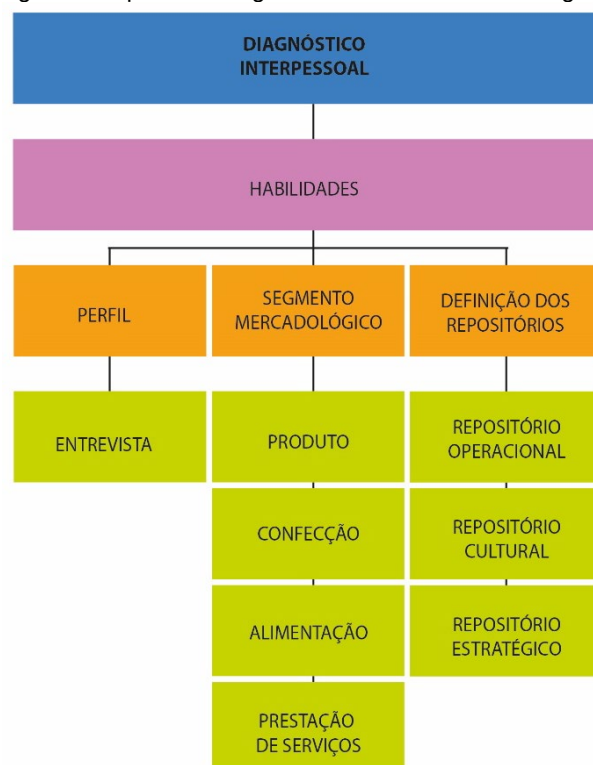 DIAGNÓSTICO
INTERPESSOAL
HABILIDADES
PERFIL
SEGMENTO
MERCADOLÓGICO
DEFINIÇÃO DOS
REPOSITÓRIOS
ENTREVISTA
PRODUTO
REPOSITÓRIO
OPERACIONAL
CONFECÇÃO
REPOSITÓRIO
CULTURAL
ALIMENTAÇÃO
REPOSITÓRIO
ESTRATÉGICO
PRESTAÇÃO
DE SERVIÇOS